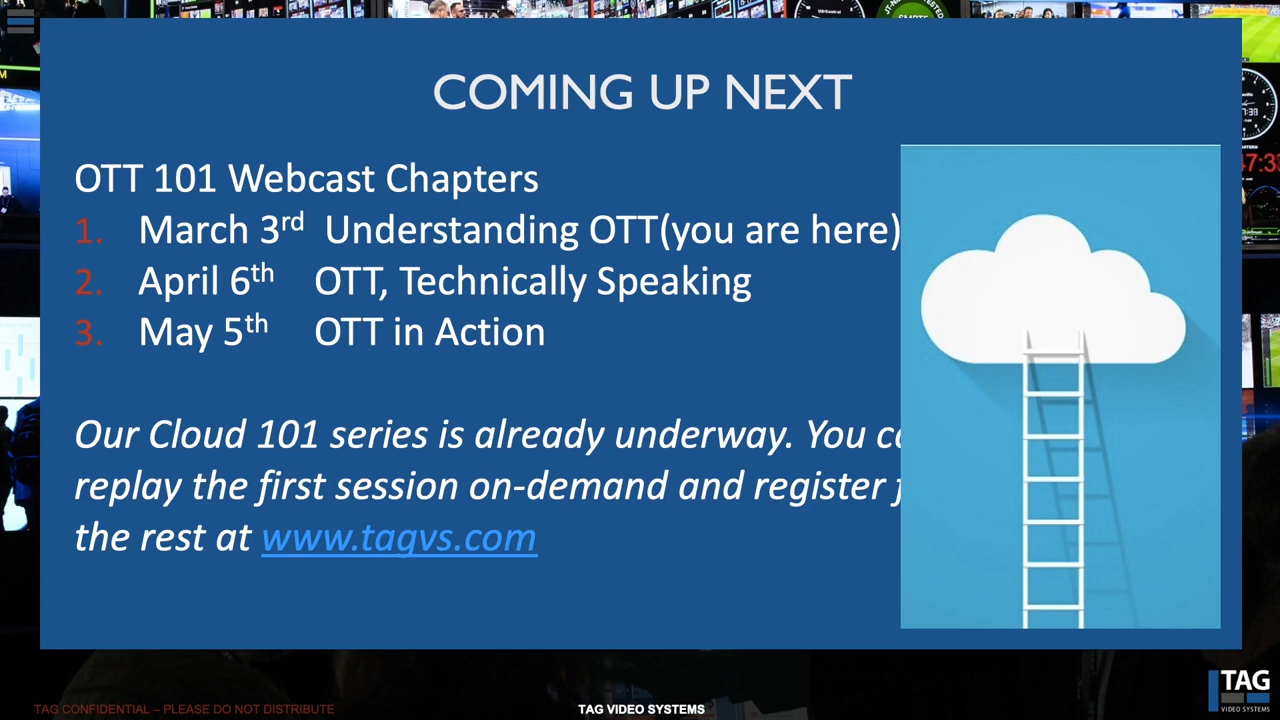 COMING UP NEXT
OTT 101 Webcast Chapters
1. March 3rd Understanding OTT(you are here)
2. April 6th OTT, Technically Speaking
3. May 5th OTT in Action
Our Cloud 101 series is already underway. You
replay the first session on-demand and register
the rest at www.tagvs.com
TAG CONFIDENTIAL – PLEASE DO NOT DISTRIBUTE
TAG VIDEO SYSTEMS
TAG
VIDEO SYSTEMS